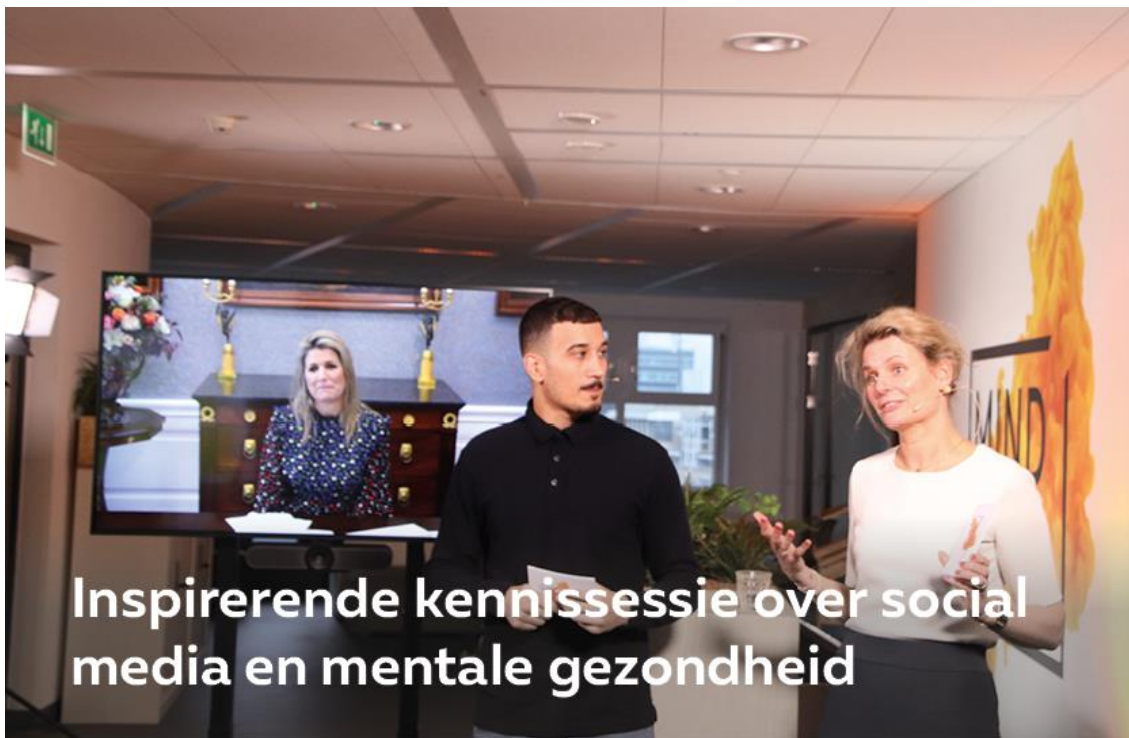 MIND
Inspirerende kennissessie over social
media en mentale gezondheid